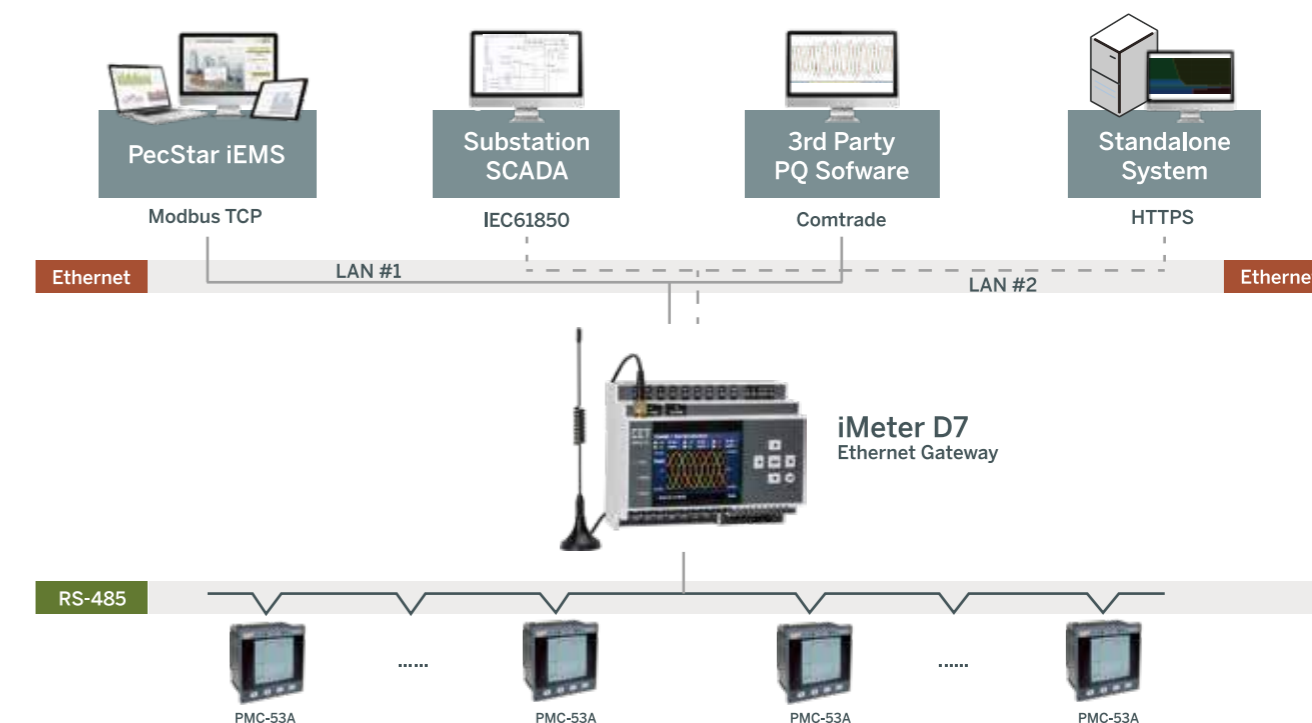 PecStar iEMS
Substation
SCADA
3rd Party
PQ Sofware
Standalone
System
Modbus TCP
IEC61850
Comtrade
HTTPS
Ethernet
LAN #1
LAN #2
Etherne
iMeter D7
Ethernet Gateway
RS-485
......
......
PMC-53A
PMC-53A
PMC-53A
PMC-53A